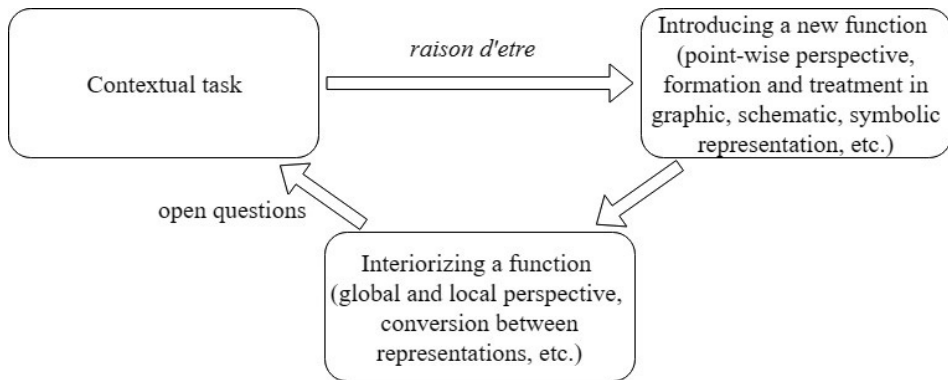 Contextual task
raison d'etre
Introducing a new function
(point-wise perspective,
formation and treatment in
graphic, schematic, symbolic
representation, etc.)
open questions
Interiorizing a function
(global and local perspective,
conversion between
representations, etc.)